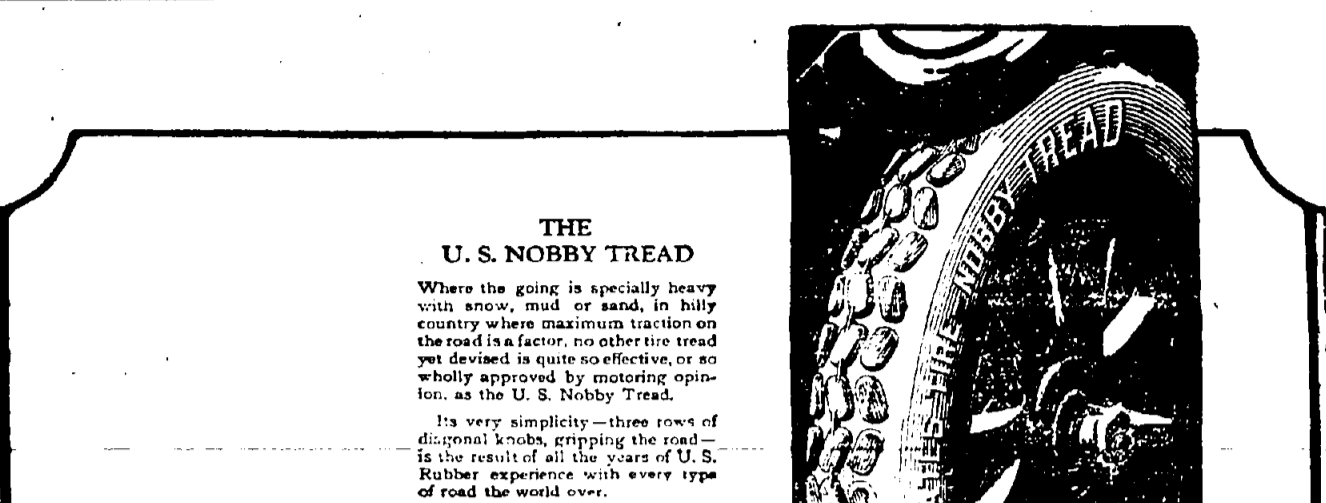 THE
U. S. NOBBY TREAD
Where the going is specially heavy
with snow, mud or sand, in hilly
country where maximum traction on
the road is a factor, no other tire tread
yet devised is quite so effective, or so
wholly approved by motoring opin-
ion, as the U. S. Nobby Tread.
Its very simplicity—three rows of
diagonal knobs, gripping the road—
is the result of all the years of U. S.
Rubber experience with every type
of road the world over.
NOBBY TREAD
TIRE